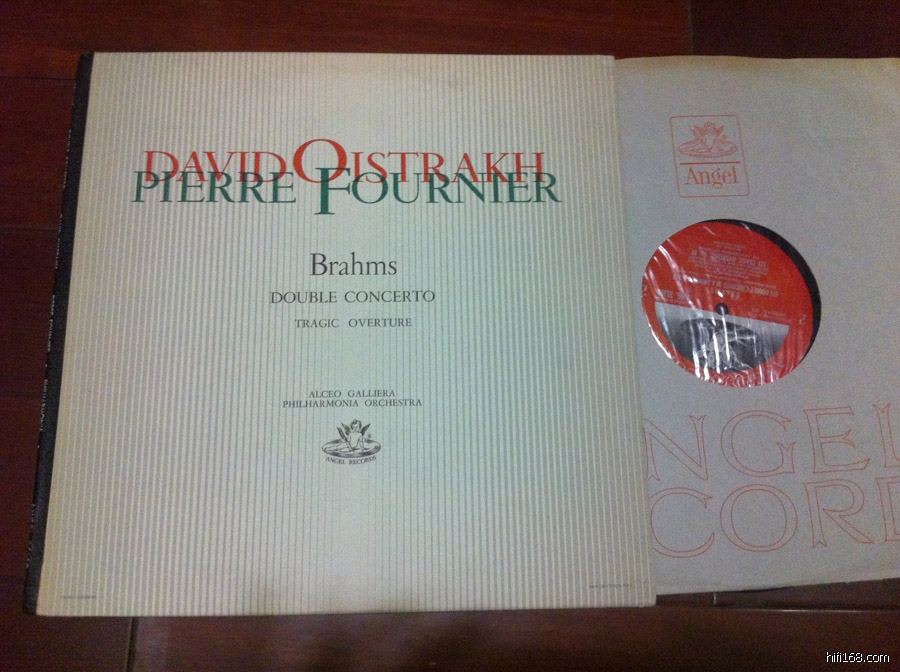 DAVID OISTRAKH
PIERRE FOURNIER
Brahms
DOUBLE CONCERTO
TRAGIC OVERTURE
ALCEO GALLIERA
PHILHARMONIA ORCHESTRA
ANGEL RECORDS
Angel
NGEL
CORD
hifi168.com